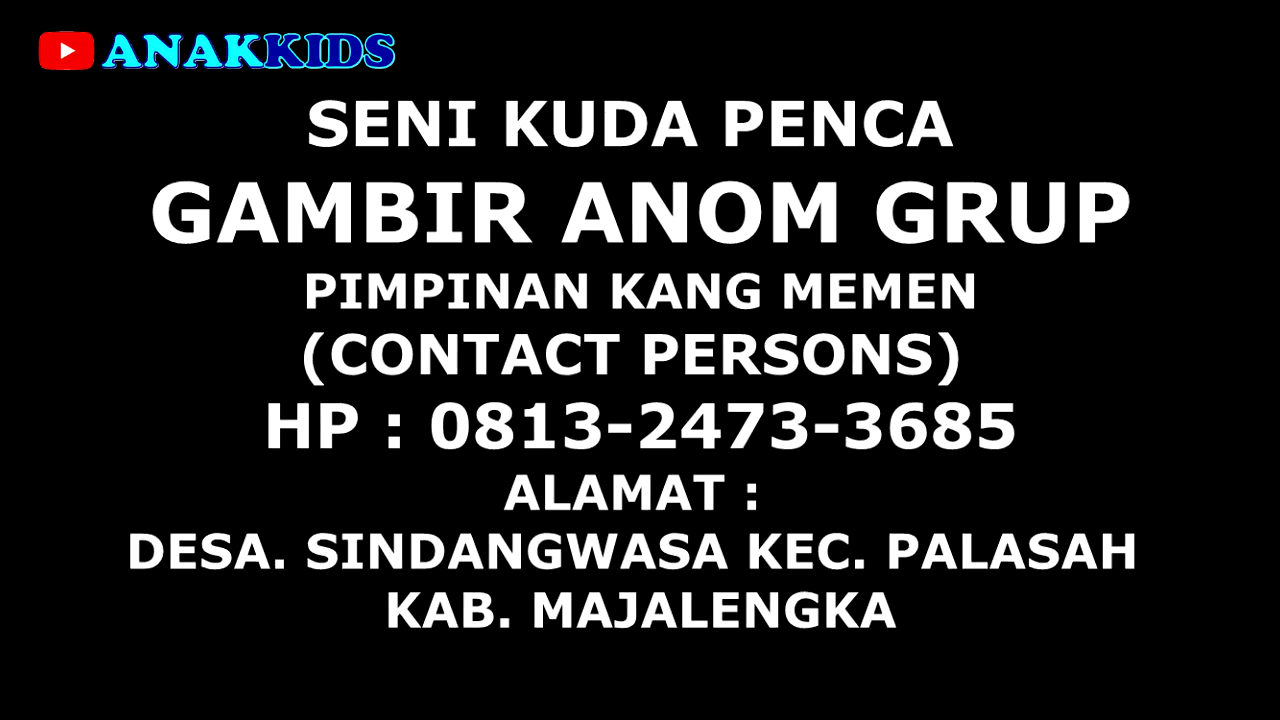 ANAKKIDS
SENI KUDA PENCA
GAMBIR ANOM GRUP
PIMPINAN KANG MEMEN
(CONTACT PERSONS)
HP : 0813-2473-3685
ALAMAT :
DESA. SINDANGWASA KEC. PALASAH
KAB. MAJALENGKA